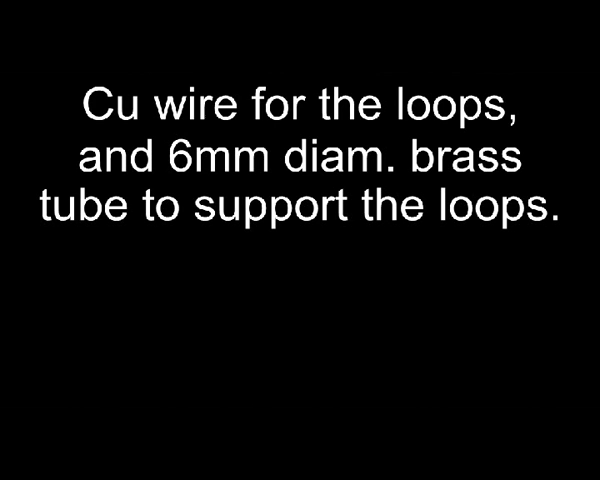 Cu wire for the loops,
and 6mm diam. brass
tube to support the loops.